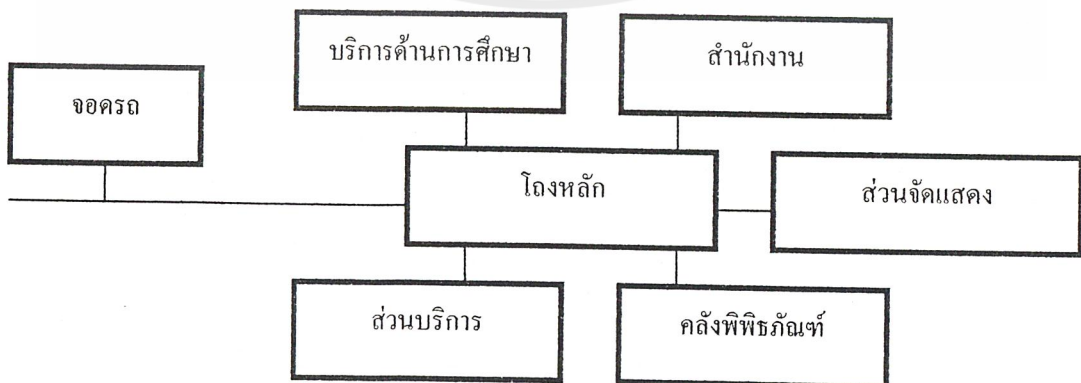 บริการด้านการศึกษา
สำนักงาน
จอดรถ
โถงหลัก
ส่วนจัดแสดง
ส่วนบริการ
คลังพิพิธภัณฑ์